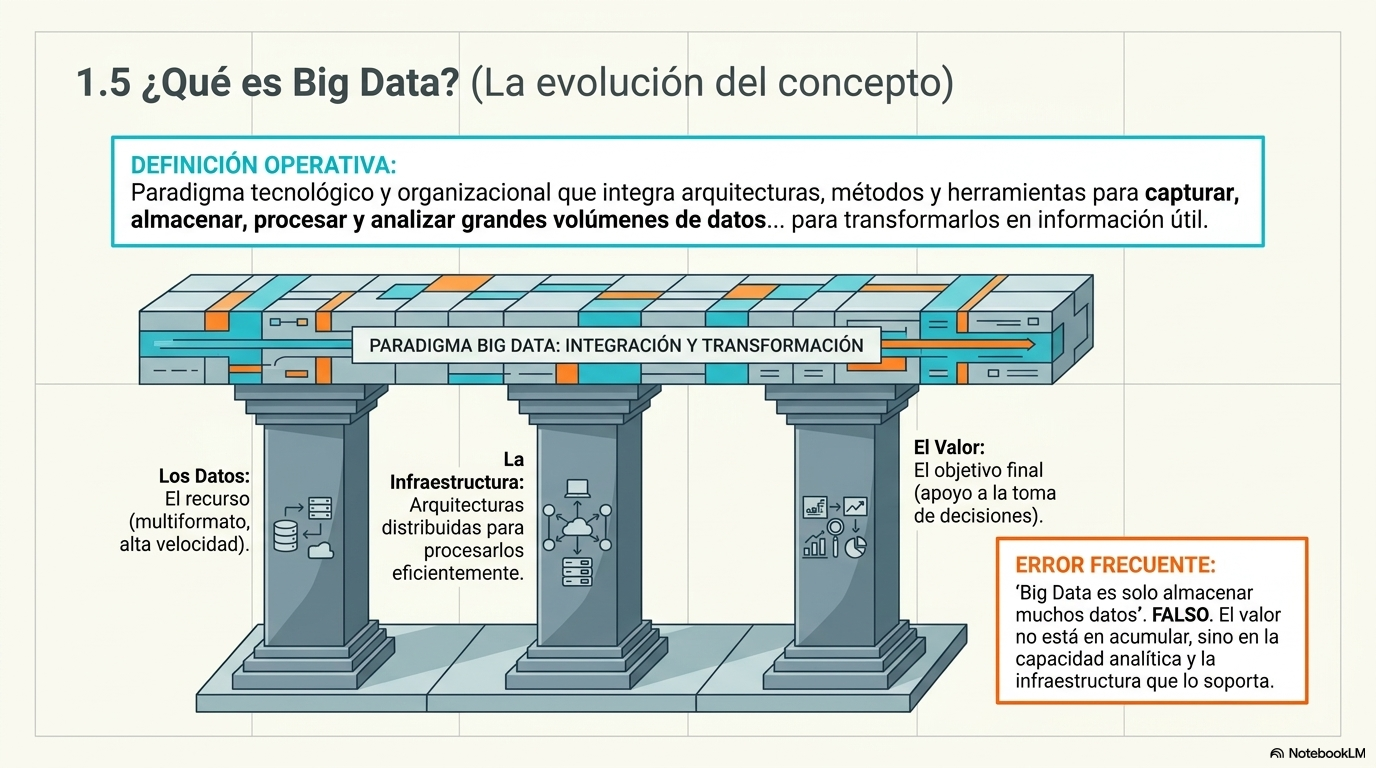 1.5 ¿Qué es Big Data? (La evolución del concepto)
DEFINICIÓN OPERATIVA:
Paradigma tecnológico y organizacional que integra arquitecturas, métodos y herramientas para capturar,
almacenar, procesar y analizar grandes volúmenes de datos... para transformarlos en información útil.
PARADIGMA BIG DATA: INTEGRACIÓN Y TRANSFORMACIÓN
Los Datos:
El recurso
(multiformato,
alta velocidad).
La
Infraestructura:
Arquitecturas
distribuidas para
procesarlos
eficientemente.
El Valor:
El objetivo final
(apoyo a la toma
de decisiones).
ERROR FRECUENTE:
‘Big Data es solo almacenar
muchos datos’. FALSO. El valor
no está en acumular, sino en la
capacidad analítica y la
infraestructura que lo soporta.
NotebookLM